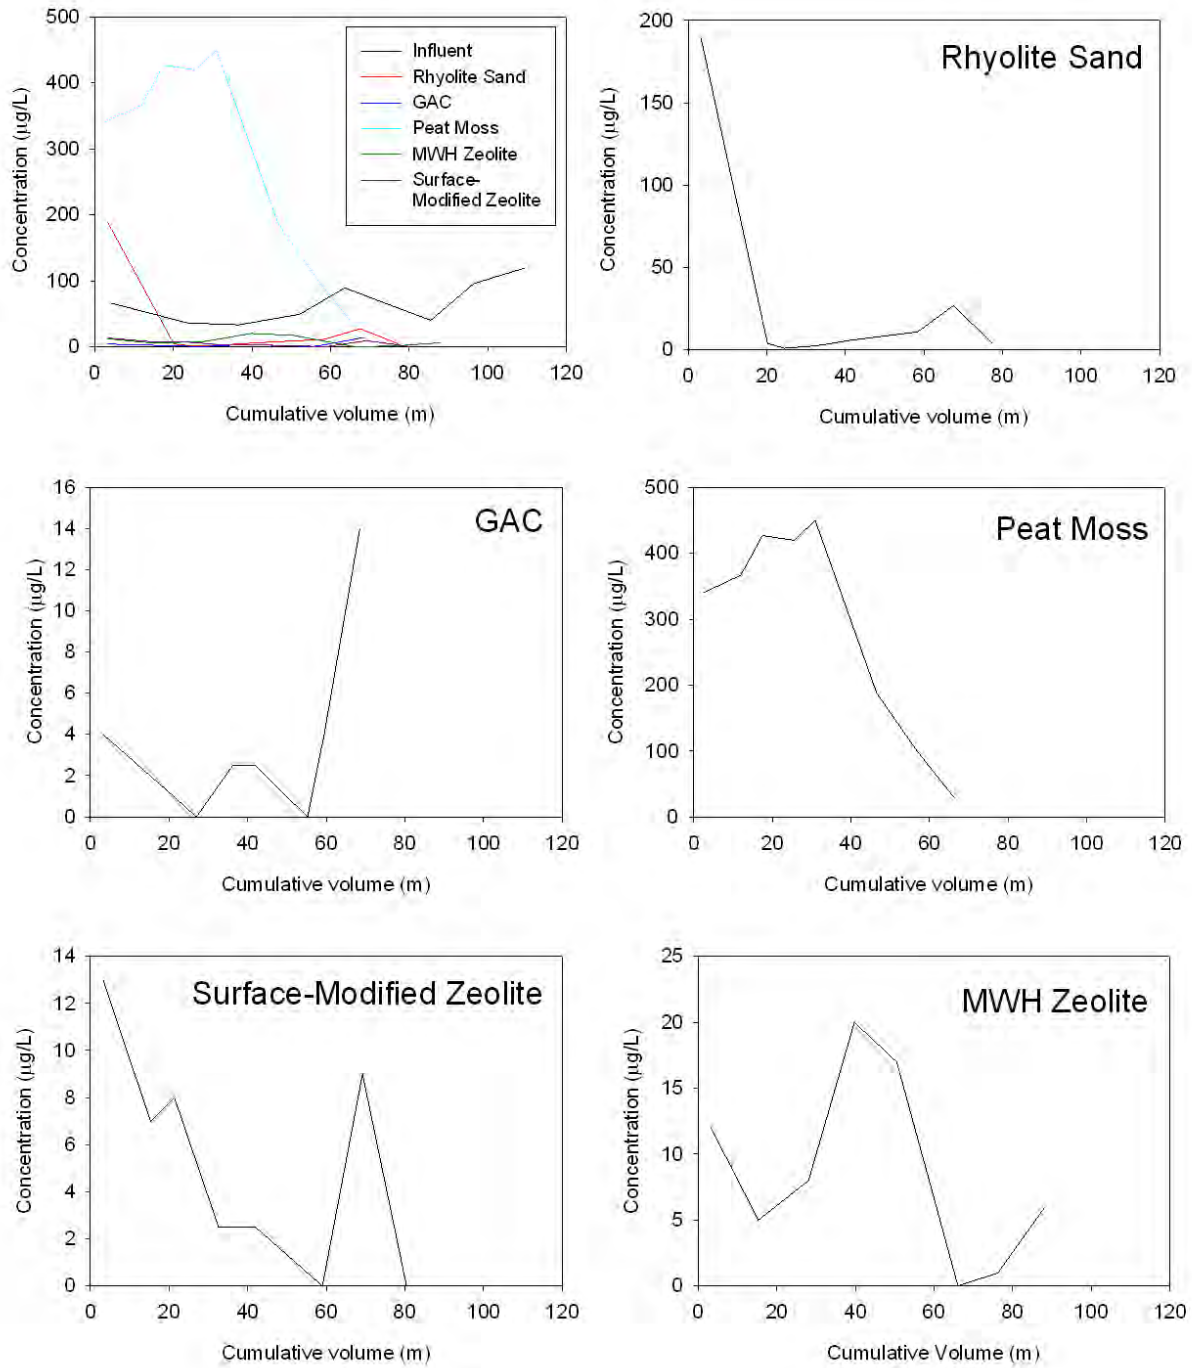 500
400
300
200
100
0
Concentration (µg/L)
Influent
Rhyolite Sand
GAC
Peat Moss
MWH Zeolite
Surface-
Modified Zeolite
0 20 40 60 80 100 120
Cumulative volume (m)
200
150
100
50
0
Concentration (µg/L)
Rhyolite Sand
0 20 40 60 80 100 120
Cumulative volume (m)
16
14
12
10
8
6
4
2
0
Concentration (µg/L)
GAC
0 20 40 60 80 100 120
Cumulative volume (m)
500
400
300
200
100
0
Concentration (µg/L)
Peat Moss
0 20 40 60 80 100 120
Cumulative volume (m)
14
12
10
8
6
4
2
0
Concentration (µg/L)
Surface-Modified Zeolite
0 20 40 60 80 100 120
Cumulative volume (m)
25
20
15
10
5
0
Concentration (µg/L)
MWH Zeolite
0 20 40 60 80 100 120
Cumulative Volume (m)